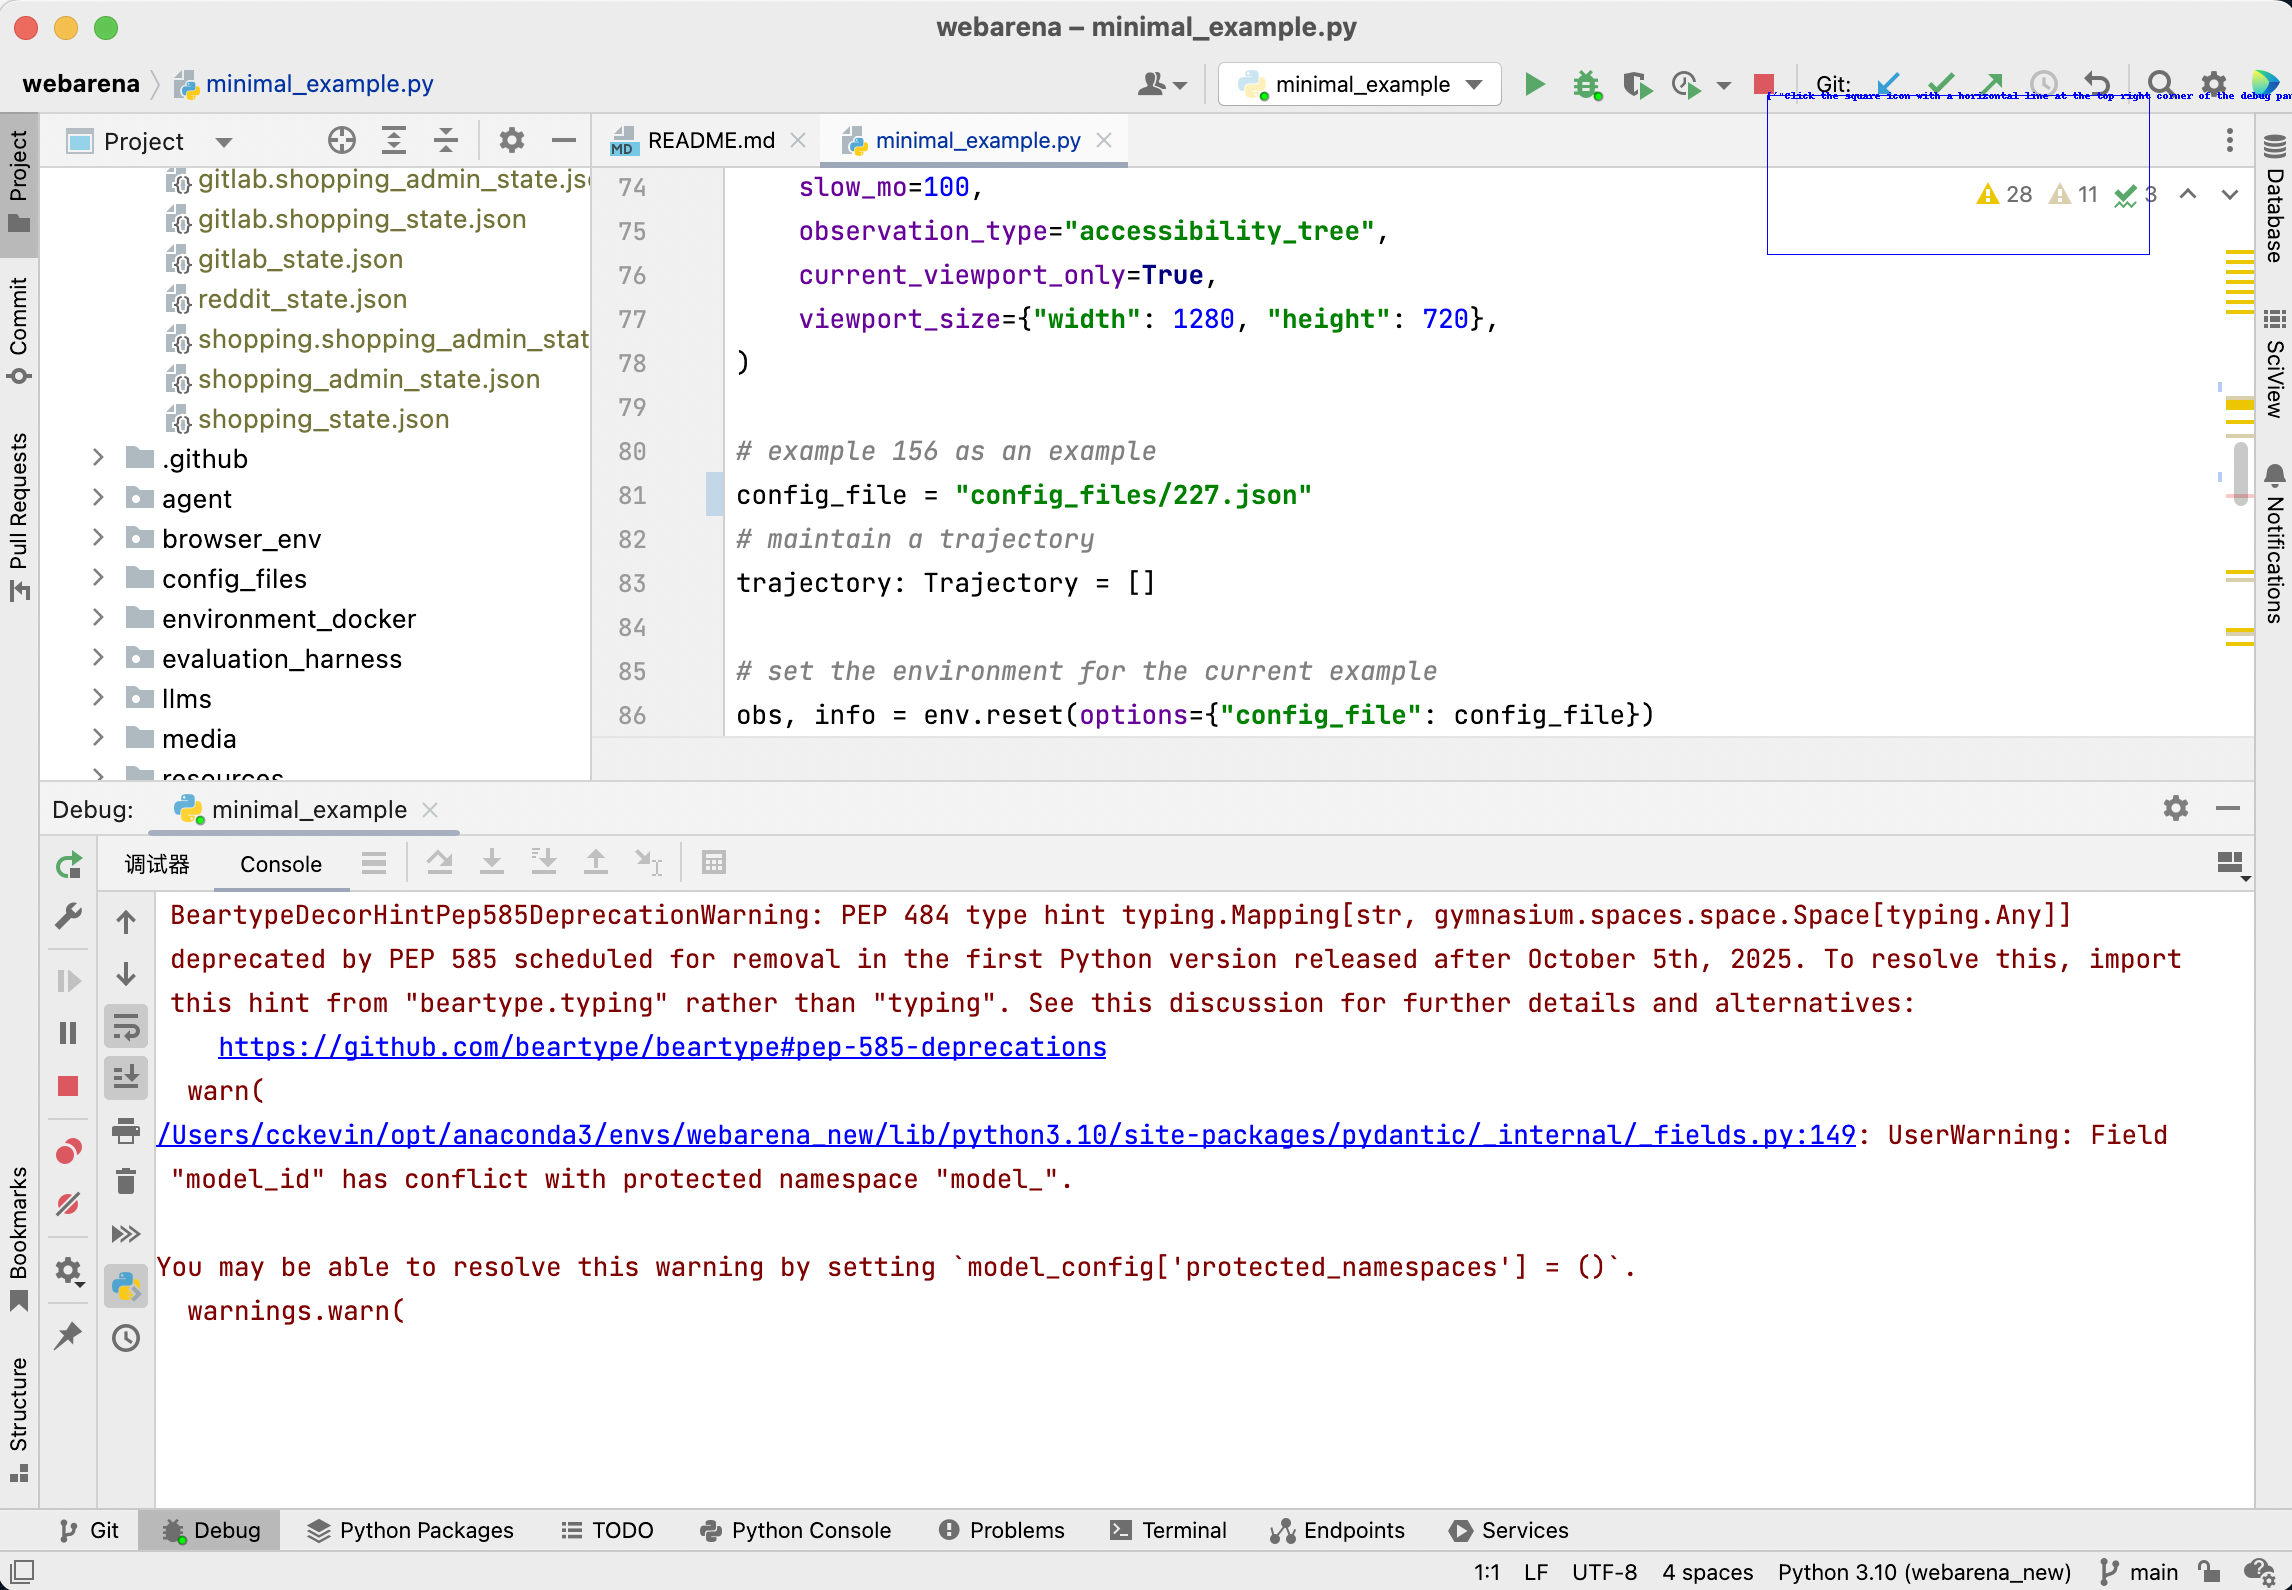 webarena – minimal_example.py
webarena minimal_example.py
minimal_example
Git:
Click the square icon with a horizontal line at the top right corner of the debug pan
Project
README.md
minimal_example.py
28 11 3
gitlab.shopping_admin_state.js
gitlab.shopping_state.json
gitlab_state.json
reddit_state.json
shopping.shopping_admin_stat
shopping_admin_state.json
shopping_state.json
.github
agent
browser_env
config_files
environment_docker
evaluation_harness
llms
media
resources
74 slow_mo=100,
75 observation_type="accessibility_tree",
76 current_viewport_only=True,
77 viewport_size={"width": 1280, "height": 720},
78 )
79
80 # example 156 as an example
81 config_file = "config_files/227.json"
82 # maintain a trajectory
83 trajectory: Trajectory = []
84
85 # set the environment for the current example
86 obs, info = env.reset(options={"config_file": config_file})
Project
Commit
Pull Requests
Bookmarks
Structure
Database
SciView
Notifications
Debug: minimal_example
调试器 Console
BeartypeDecorHintPep585DeprecationWarning: PEP 484 type hint typing.Mapping[str, gymnasium.spaces.space.Space[typing.Any]]
deprecated by PEP 585 scheduled for removal in the first Python version released after October 5th, 2025. To resolve this, import
this hint from "beartype.typing" rather than "typing". See this discussion for further details and alternatives:
https://github.com/beartype/beartype#pep-585-deprecations
warn(
/Users/cckevin/opt/anaconda3/envs/webarena_new/lib/python3.10/site-packages/pydantic/_internal/_fields.py:149: UserWarning: Field
"model_id" has conflict with protected namespace "model_".
You may be able to resolve this warning by setting `model_config['protected_namespaces'] = ()`.
warnings.warn(
Git Debug Python Packages TODO Python Console Problems Terminal Endpoints Services
1:1 LF UTF-8 4 spaces Python 3.10 (webarena_new) main